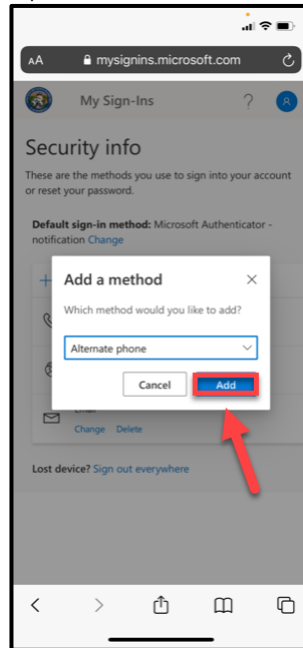 AA mysignins.microsoft.com
My Sign-Ins ? A
Security info
These are the methods you use to sign into your account
or reset your password.
Default sign-in method: Microsoft Authenticator -
notification Change
+
Add a method
Which method would you like to add?
Alternate phone
Cancel Add
Email
Change Delete
Lost device? Sign out everywhere